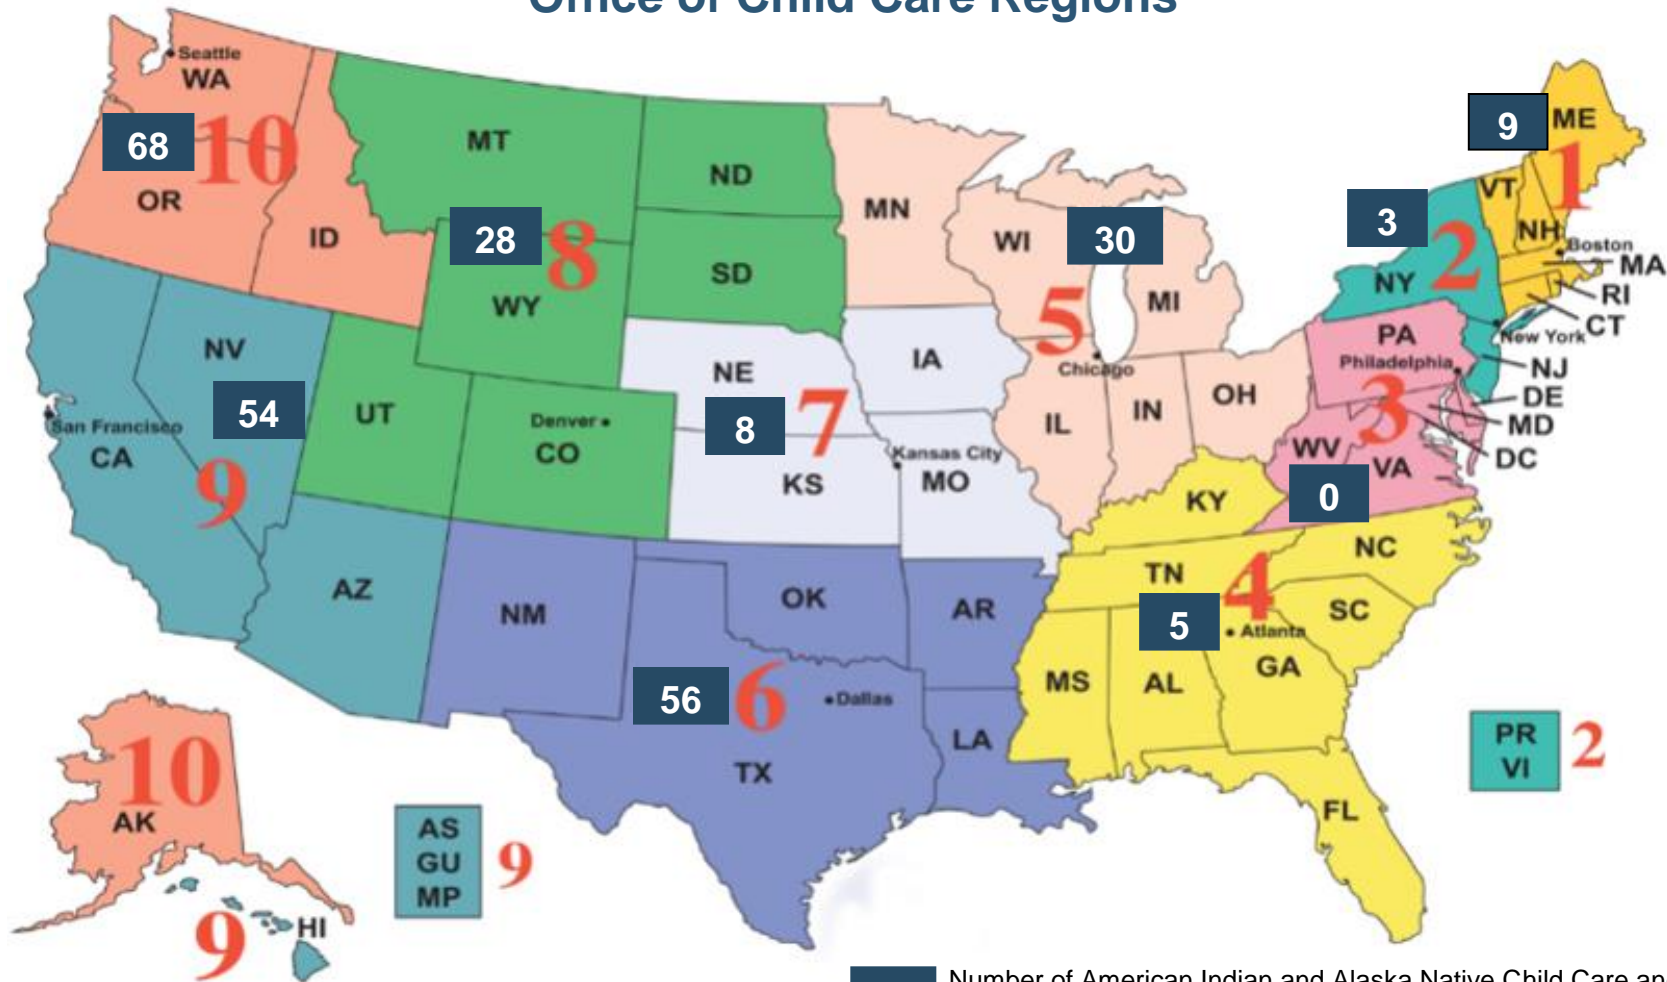 Office of Child Care Regions
Seattle
WA
68
10
OR
ID
MT
ND
28
8
WY
SD
MN
WI
30
MI
5
Chicago
IL
IN
OH
9
ME
1
VT
NH
Boston
MA
RI
CT
3
2
NY
New York
NJ
PA
Philadelphia
3
DE
MD
DC
WV
VA
0
NV
54
San Francisco
CA
9
UT
Denver
CO
NE
IA
8
7
KS
Kansas City
MO
KY
AZ
NM
OK
AR
TN
4
NC
5
Atlanta
SC
GA
MS
AL
56
6
Dallas
LA
TX
FL
PR
VI
2
10
AK
AS
GU
MP
9
9
HI
Number of American Indian and Alaska Native Child Care an